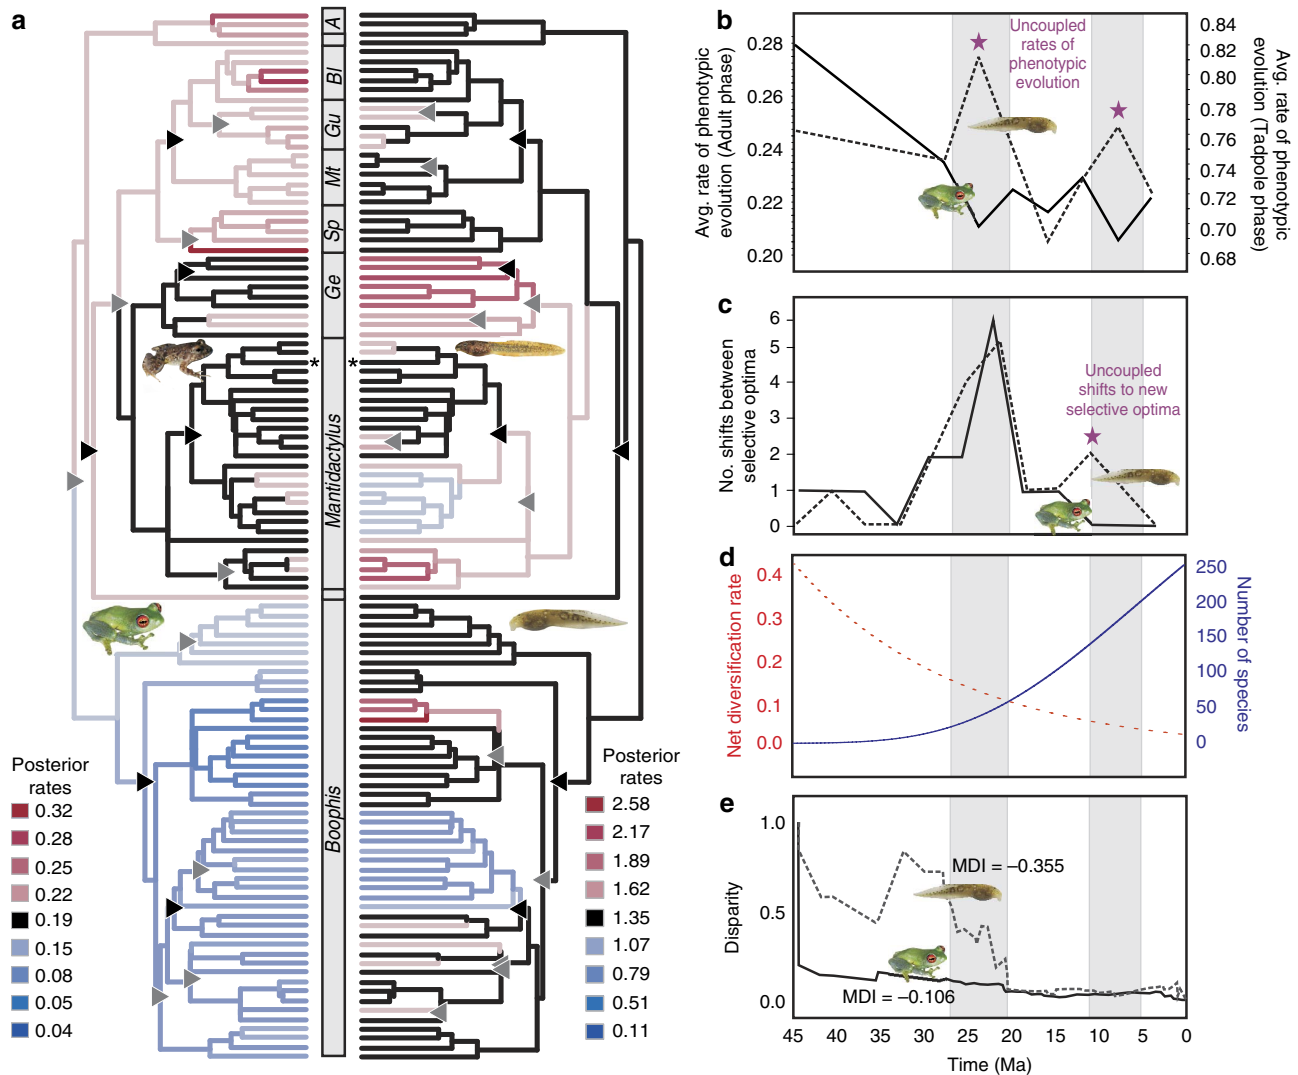 a
A
Bl
Gu
Mt
Sp
Ge
Mantidactylus
Boophis
*
*
Posterior
rates
0.32
0.28
0.25
0.22
0.19
0.15
0.08
0.05
0.04
Posterior
rates
2.58
2.17
1.89
1.62
1.35
1.07
0.79
0.51
0.11
b
Avg. rate of phenotypic
evolution (Adult phase)
0.28
0.26
0.24
0.22
0.20
Uncoupled
rates of
phenotypic
evolution
0.84
0.82
0.80
0.78
0.76
0.74
0.72
0.70
0.68
Avg. rate of phenotypic
evolution (Tadpole phase)
c
No. shifts between
selective optima
6
5
4
3
2
1
0
Uncoupled
shifts to new
selective optima
d
Net diversification rate
0.4
0.3
0.2
0.1
0.0
250
200
150
100
50
0
Number of species
e
Disparity
1.0
0.5
0.0
MDI = –0.355
MDI = –0.106
45 40 35 30 25 20 15 10 5 0
Time (Ma)